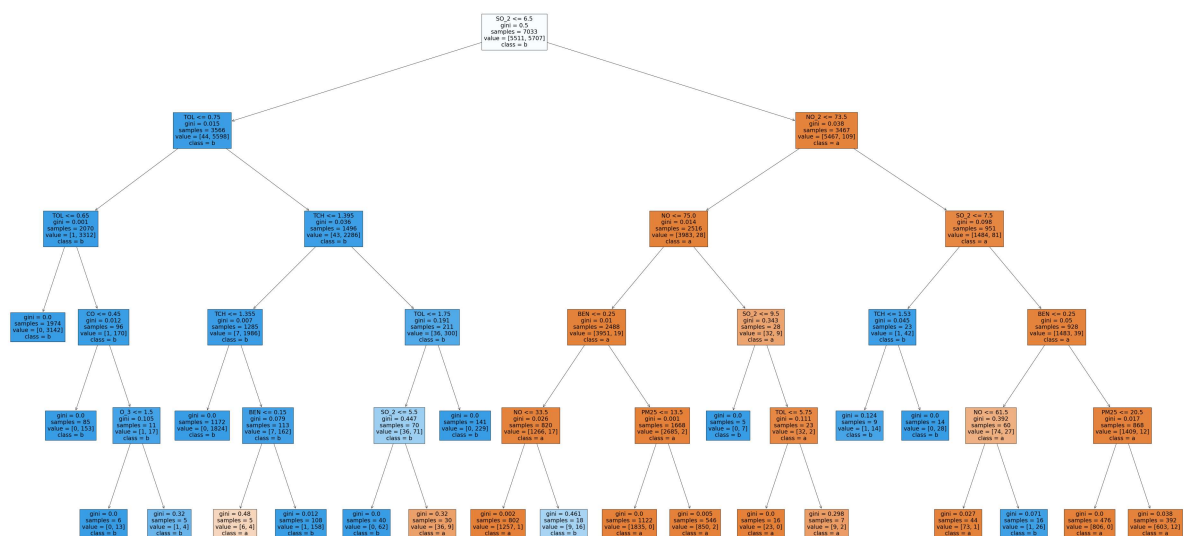 SO_2 <= 6.5
gini = 0.5
samples = 7033
value = [5511, 5707]
class = b
TOL <= 0.75
gini = 0.015
samples = 3566
value = [44, 5598]
class = b
NO_2 <= 73.5
gini = 0.038
samples = 3467
value = [5467, 109]
class = a
TOL <= 0.65
gini = 0.001
samples = 2070
value = [1, 3312]
class = b
TCH <= 1.395
gini = 0.036
samples = 1496
value = [43, 2286]
class = b
NO <= 75.0
gini = 0.014
samples = 2516
value = [3983, 28]
class = a
SO_2 <= 7.5
gini = 0.098
samples = 951
value = [1484, 81]
class = a
gini = 0.0
samples = 1974
value = [0, 3142]
class = b
CO <= 0.45
gini = 0.012
samples = 96
value = [1, 170]
class = b
TCH <= 1.355
gini = 0.007
samples = 1285
value = [7, 1986]
class = b
TOL <= 1.75
gini = 0.191
samples = 211
value = [36, 300]
class = b
BEN <= 0.25
gini = 0.01
samples = 2488
value = [3951, 19]
class = a
SO_2 <= 9.5
gini = 0.343
samples = 28
value = [32, 9]
class = a
TCH <= 1.53
gini = 0.045
samples = 23
value = [1, 42]
class = b
BEN <= 0.25
gini = 0.05
samples = 928
value = [1483, 39]
class = a
gini = 0.0
samples = 85
value = [0, 153]
class = b
O_3 <= 1.5
gini = 0.105
samples = 11
value = [1, 17]
class = b
gini = 0.0
samples = 1172
value = [0, 1824]
class = b
BEN <= 0.15
gini = 0.079
samples = 113
value = [7, 162]
class = b
SO_2 <= 5.5
gini = 0.447
samples = 70
value = [36, 71]
class = b
gini = 0.0
samples = 141
value = [0, 229]
class = b
NO <= 33.5
gini = 0.026
samples = 820
value = [1266, 17]
class = a
PM25 <= 13.5
gini = 0.001
samples = 1668
value = [2685, 2]
class = a
gini = 0.0
samples = 5
value = [0, 7]
class = b
TOL <= 5.75
gini = 0.111
samples = 23
value = [32, 2]
class = a
gini = 0.124
samples = 9
value = [1, 14]
class = b
gini = 0.0
samples = 14
value = [0, 28]
class = b
NO <= 61.5
gini = 0.392
samples = 60
value = [74, 27]
class = a
PM25 <= 20.5
gini = 0.017
samples = 868
value = [1409, 12]
class = a
gini = 0.0
samples = 6
value = [0, 13]
class = b
gini = 0.32
samples = 5
value = [1, 4]
class = b
gini = 0.48
samples = 5
value = [6, 4]
class = a
gini = 0.012
samples = 108
value = [1, 158]
class = b
gini = 0.0
samples = 40
value = [0, 62]
class = b
gini = 0.32
samples = 30
value = [36, 9]
class = a
gini = 0.002
samples = 802
value = [1257, 1]
class = a
gini = 0.461
samples = 18
value = [9, 16]
class = b
gini = 0.0
samples = 1122
value = [1835, 0]
class = a
gini = 0.005
samples = 546
value = [850, 2]
class = a
gini = 0.0
samples = 16
value = [23, 0]
class = a
gini = 0.298
samples = 7
value = [9, 2]
class = a
gini = 0.027
samples = 44
value = [73, 1]
class = a
gini = 0.071
samples = 16
value = [1, 26]
class = b
gini = 0.0
samples = 476
value = [806, 0]
class = a
gini = 0.038
samples = 392
value = [603, 12]
class = a